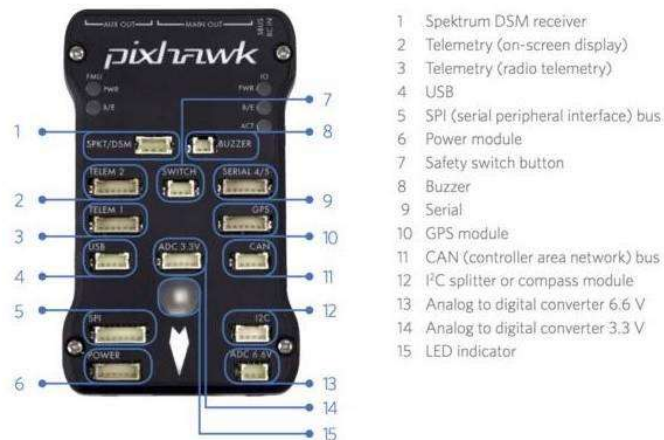 AUX OUT
MAIN OUT
SBUS
RC IN
pixhawk
FMU
IO
PWR
PWR
B/E
B/E
ACT
SPKT/DSM
BUZZER
TELEM 2
SWITCH
SERIAL 4/5
TELEM 1
GPS
USB
ADC 3.3V
CAN
SPI
I2C
POWER
ADC 6.6V
1
2
3
4
5
6
7
8
9
10
11
12
13
14
15
1 Spektrum DSM receiver
2 Telemetry (on-screen display)
3 Telemetry (radio telemetry)
4 USB
5 SPI (serial peripheral interface) bus
6 Power module
7 Safety switch button
8 Buzzer
9 Serial
10 GPS module
11 CAN (controller area network) bus
12 I²C splitter or compass module
13 Analog to digital converter 6.6 V
14 Analog to digital converter 3.3 V
15 LED indicator